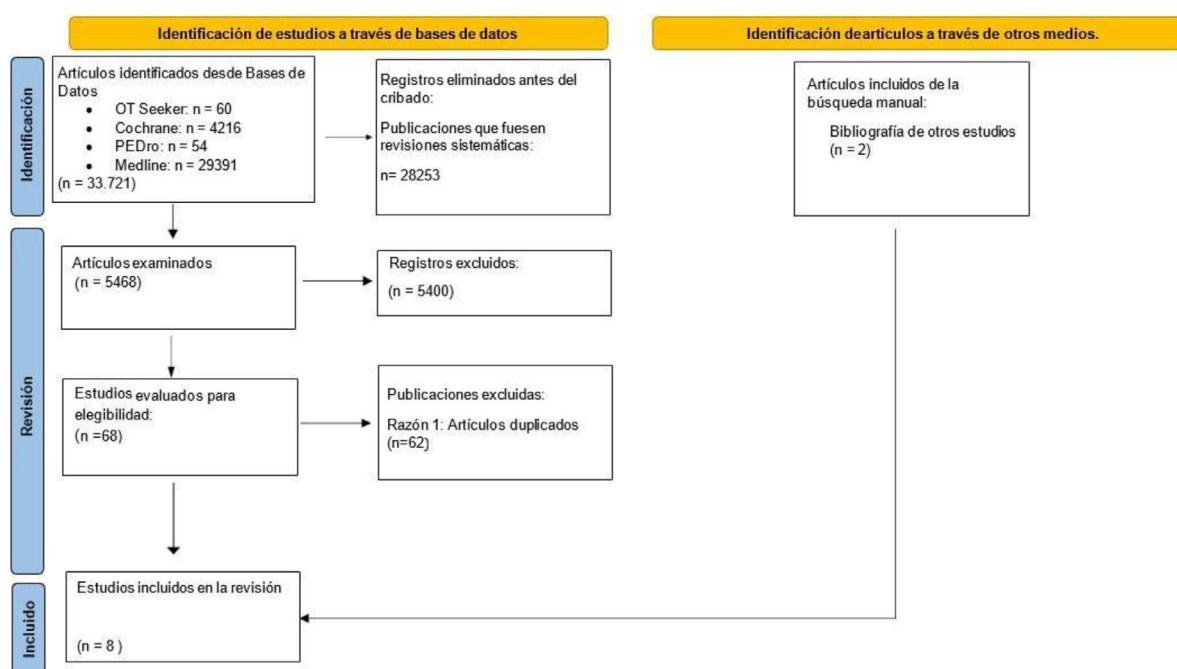 Identificación de estudios a través de bases de datos
Identificación dearticulos a través de otros medios.
Identificación
Artículos identificados desde Bases de
Datos
• OT Seeker: n = 60
• Cochrane: n = 4216
• PEDro: n = 54
• Medline: n = 29391
(n = 33.721)
Registros eliminados antes del
cribado:
Publicaciones que fuesen
revisiones sistemáticas:
n= 28253
Artículos incluidos de la
búsqueda manual:
Bibliografía de otros estudios
(n = 2)
Revisión
Artículos examinados
(n = 5468)
Registros excluidos:
(n = 5400)
Estudios evaluados para
elegibilidad:
(n =68)
Publicaciones excluidas:
Razón 1: Artículos duplicados
(n=62)
Incluido
Estudios incluidos en la revisión
(n = 8 )